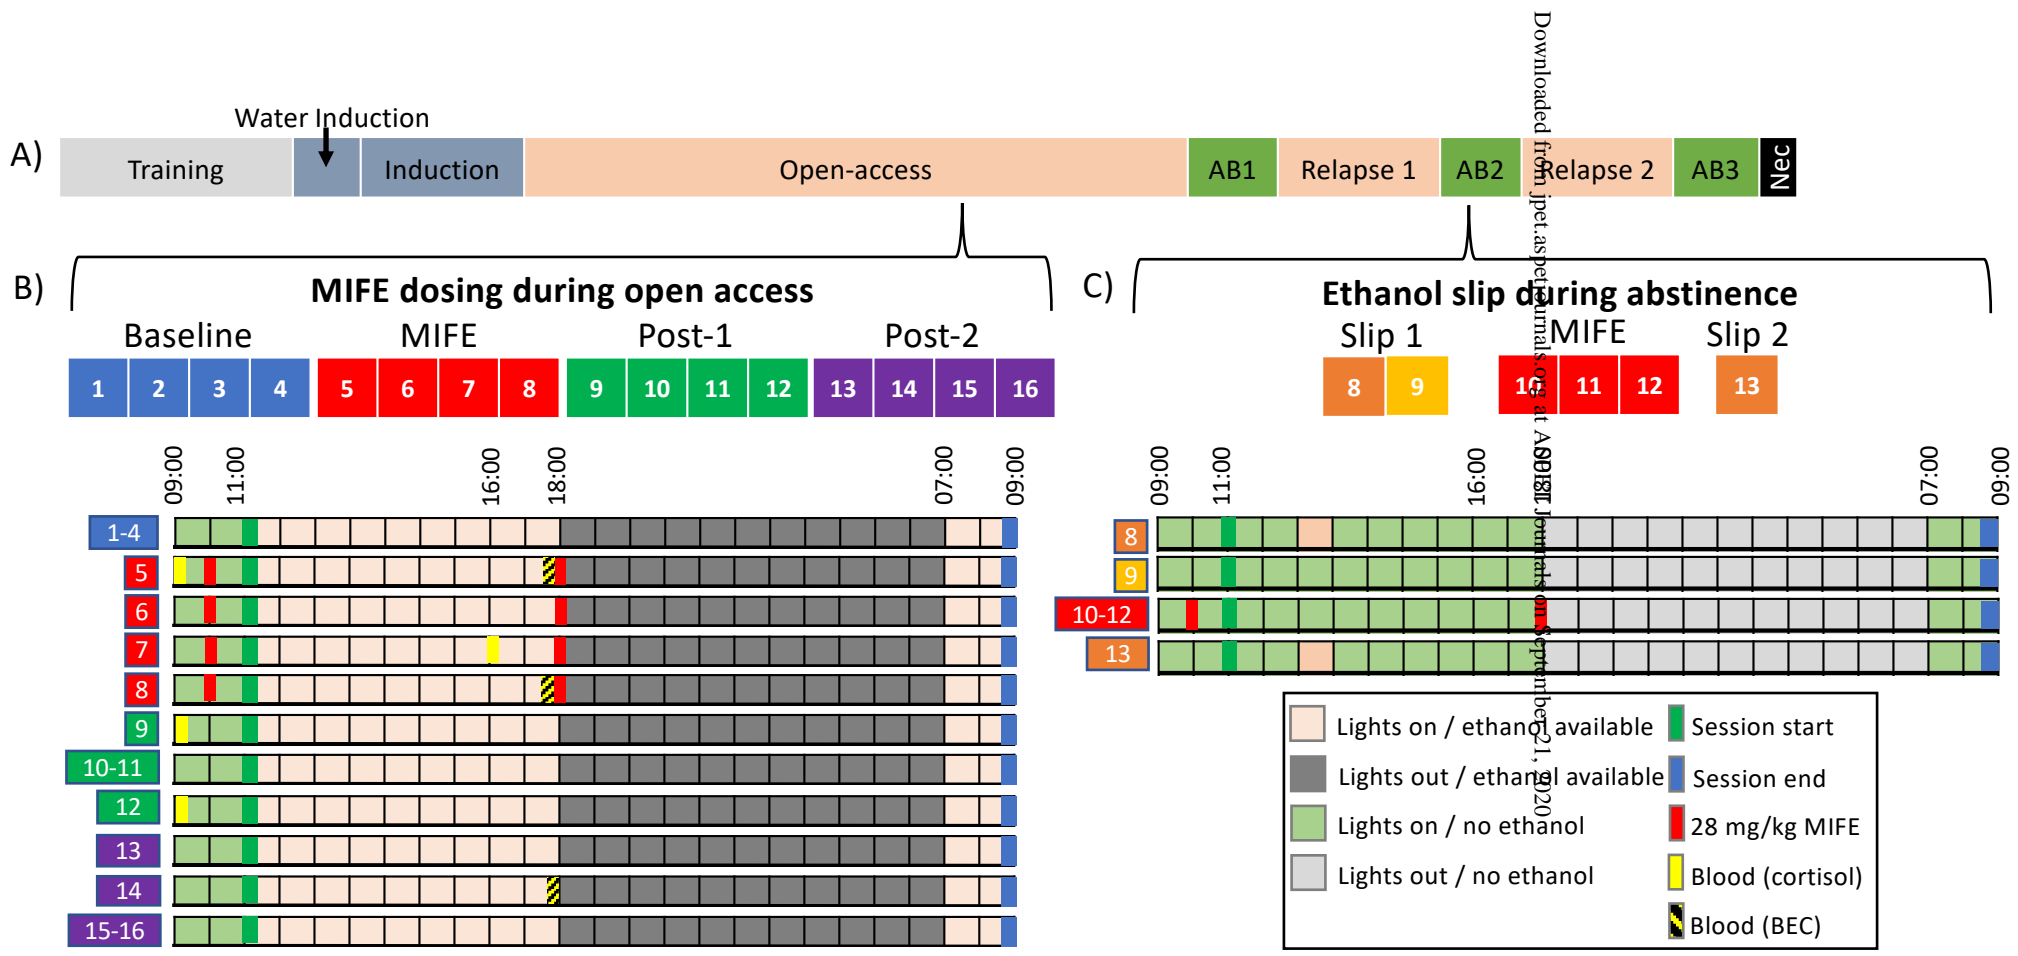 Water Induction
A)
Training
Induction
Open-access
AB1
Relapse 1
AB2
Relapse 2
AB3
Nec
B)
MIFE dosing during open access
Baseline
MIFE
Post-1
Post-2
1 2 3 4 5 6 7 8 9 10 11 12 13 14 15 16
09:00 11:00 16:00 18:00 07:00 09:00
1-4
5
6
7
8
9
10-11
12
13
14
15-16
C)
Ethanol slip during abstinence
Slip 1
MIFE
Slip 2
8 9 10 11 12 13
09:00 11:00 16:00 07:00 09:00
8
9
10-12
13
Lights on / ethanol available
Lights out / ethanol available
Lights on / no ethanol
Lights out / no ethanol
Session start
Session end
28 mg/kg MIFE
Blood (cortisol)
Blood (BEC)
Downloaded from jpet.aspetjournals.org at ASPET Journals on September 21, 2020